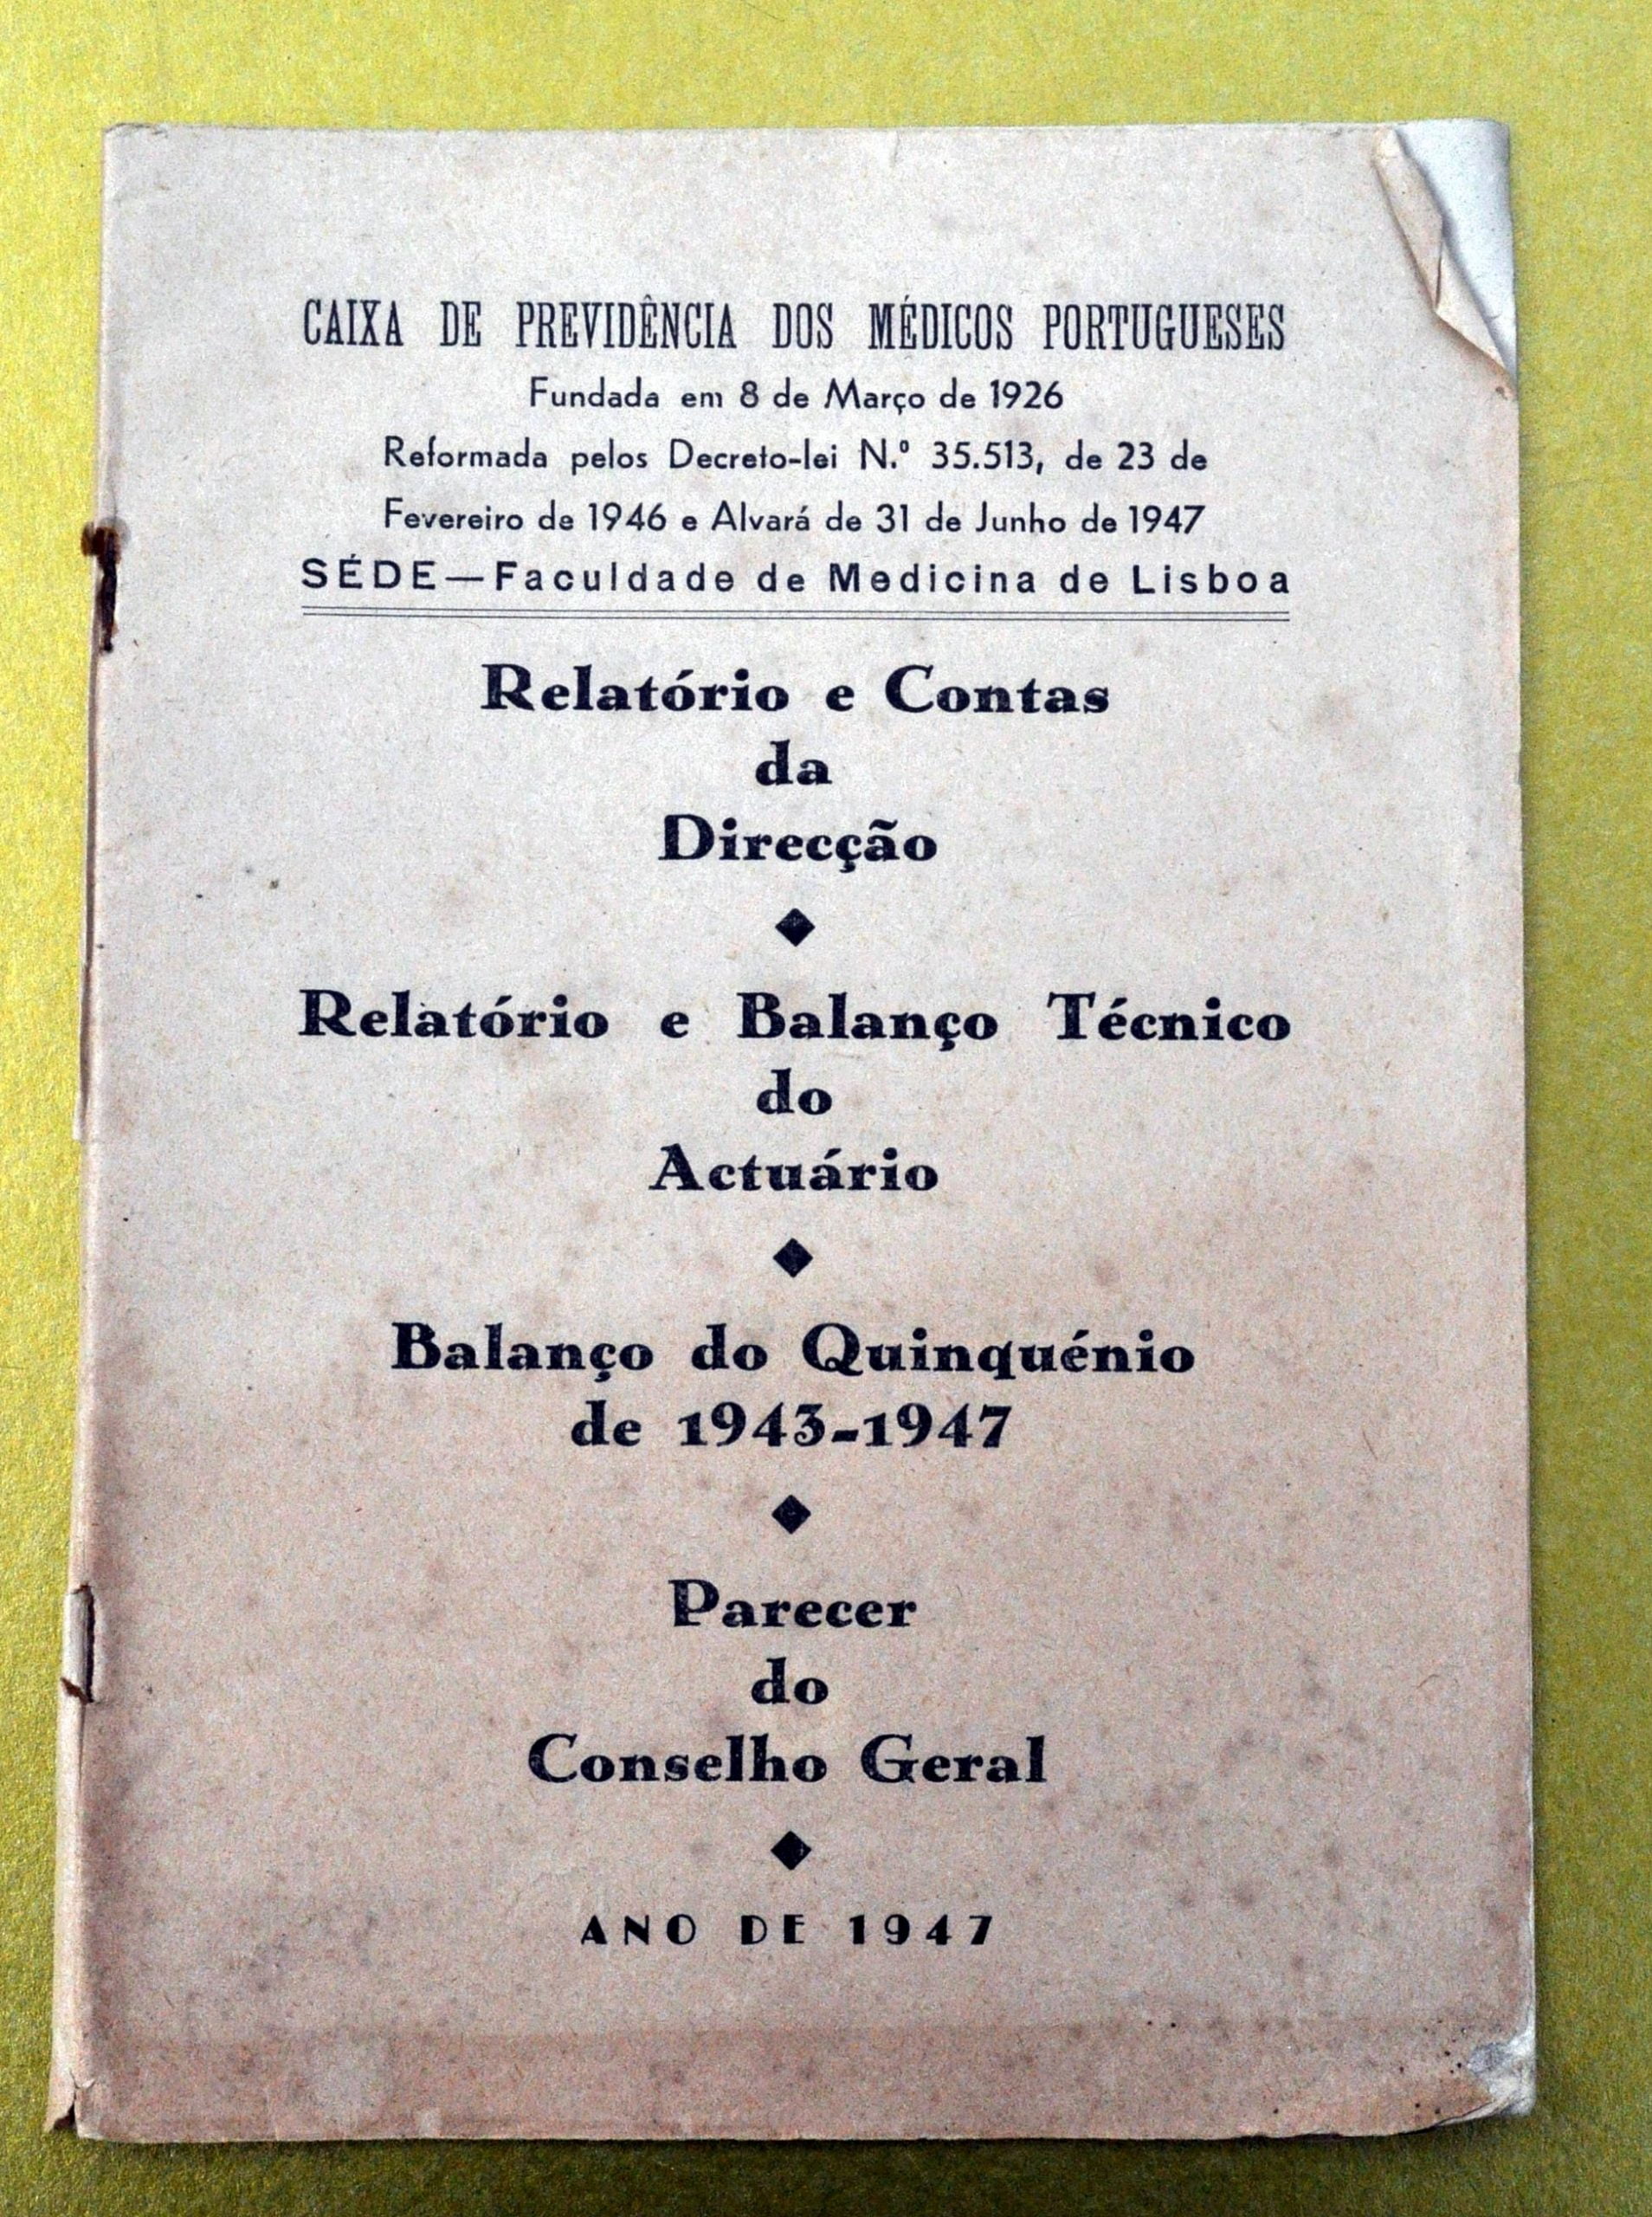 CAIXA DE PREVIDÊNCIA DOS MÉDICOS PORTUGUESES
Fundada em 8 de Março de 1926
Reformada pelos Decreto-lei N.º 35.513, de 23 de
Fevereiro de 1946 e Alvará de 31 de Junho de 1947
SÉDE—Faculdade de Medicina de Lisboa
Relatório e Contas
da
Direcção
◆
Relatório e Balanço Técnico
do
Actuário
◆
Balanço do Quinquénio
de 1943-1947
◆
Parecer
do
Conselho Geral
◆
ANO DE 1947